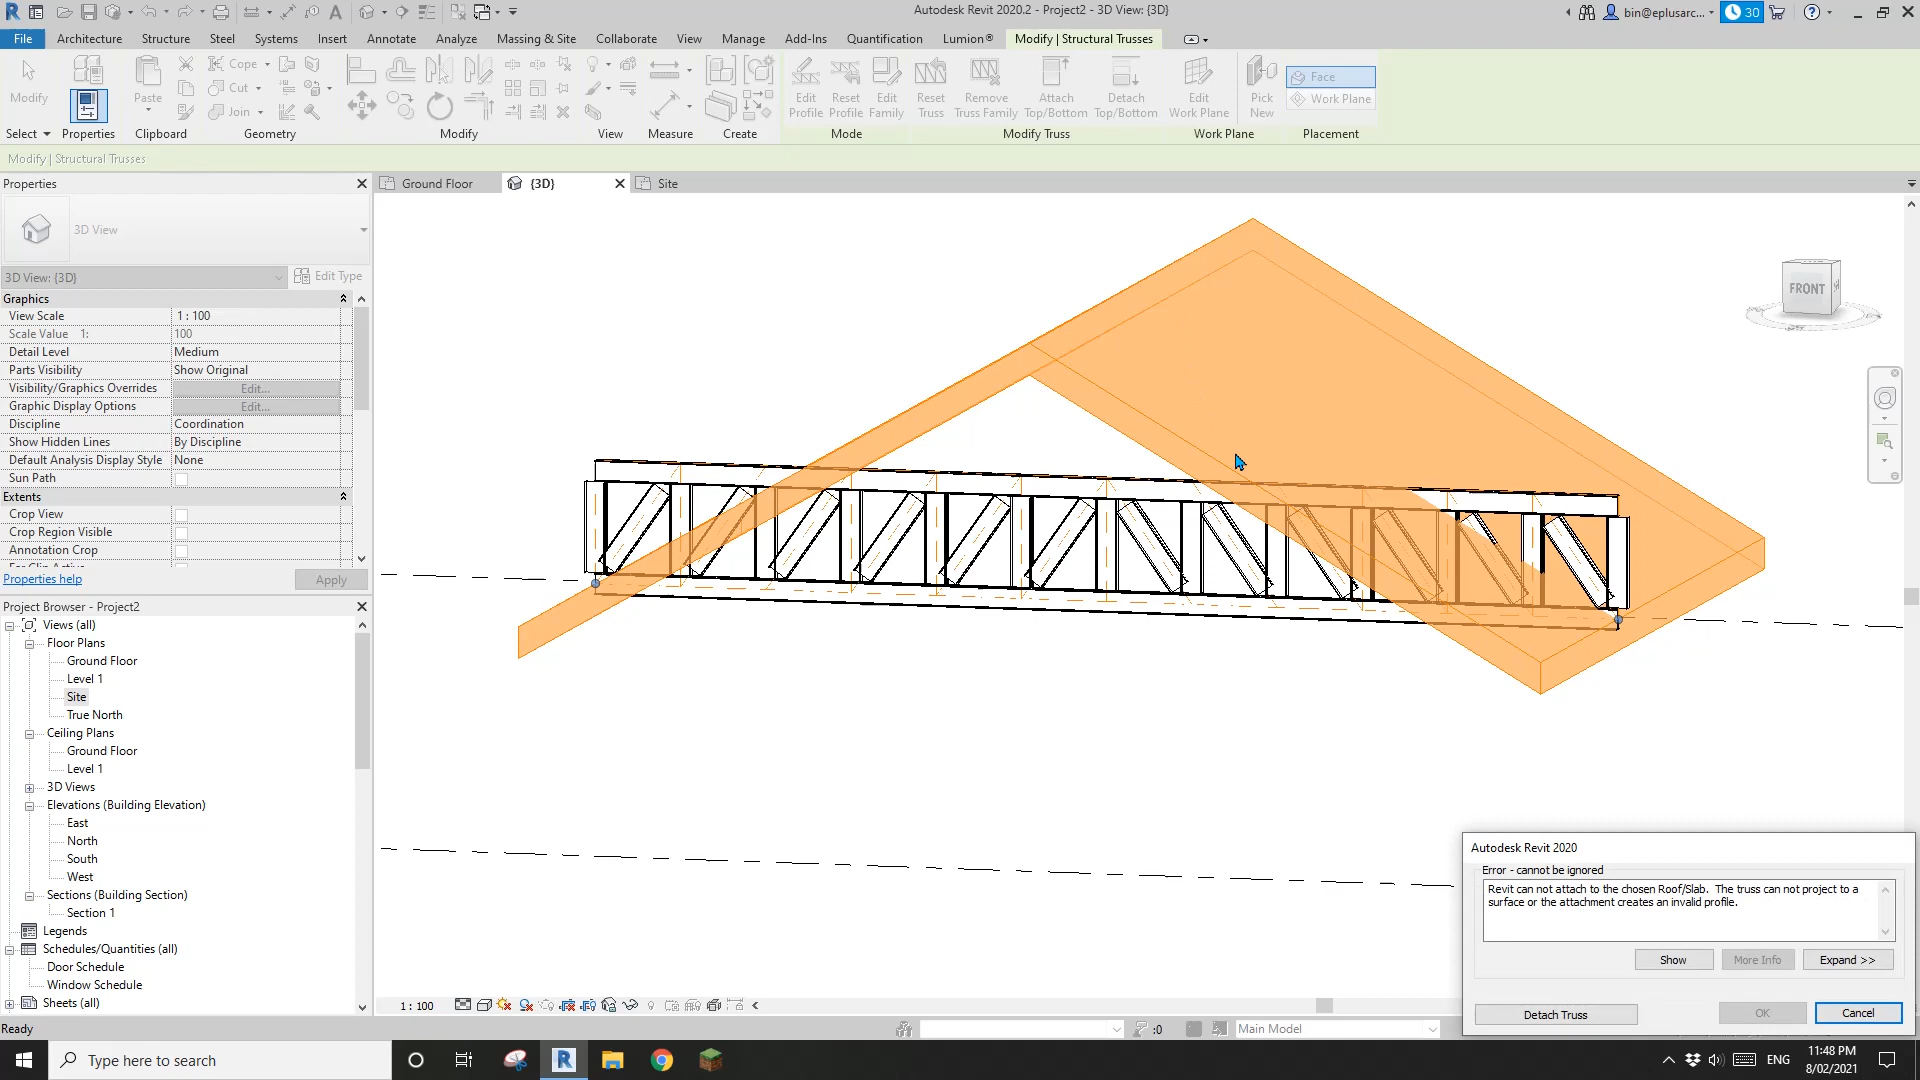 Autodesk Revit 2020.2 - Project2 - 3D View: {3D}
bin@eplusarc...
30
File
Architecture
Structure
Steel
Systems
Insert
Annotate
Analyze
Massing & Site
Collaborate
View
Manage
Add-Ins
Quantification
Lumion®
Modify | Structural Trusses
Modify
Paste
Cope
Cut
Join
Edit Profile
Reset Profile
Edit Family
Reset Truss
Remove Truss Family
Attach Top/Bottom
Detach Top/Bottom
Edit Work Plane
Pick New
Face
Work Plane
Select
Properties
Clipboard
Geometry
Modify
View
Measure
Create
Mode
Modify Truss
Work Plane
Placement
Modify | Structural Trusses
Properties
3D View
3D View: {3D}
Edit Type
Graphics
View Scale 1 : 100
Scale Value 1: 100
Detail Level Medium
Parts Visibility Show Original
Visibility/Graphics Overrides Edit...
Graphic Display Options Edit...
Discipline Coordination
Show Hidden Lines By Discipline
Default Analysis Display Style None
Sun Path
Extents
Crop View
Crop Region Visible
Annotation Crop
Properties help
Apply
Project Browser - Project2
Views (all)
Floor Plans
Ground Floor
Level 1
Site
True North
Ceiling Plans
Ground Floor
Level 1
3D Views
Elevations (Building Elevation)
East
North
South
West
Sections (Building Section)
Section 1
Legends
Schedules/Quantities (all)
Door Schedule
Window Schedule
Sheets (all)
Ground Floor
{3D}
Site
FRONT
Autodesk Revit 2020
Error - cannot be ignored
Revit can not attach to the chosen Roof/Slab. The truss can not project to a
surface or the attachment creates an invalid profile.
Show
More Info
Expand >>
Detach Truss
OK
Cancel
1 : 100
Ready
:0
Main Model
Type here to search
ENG
11:48 PM
8/02/2021